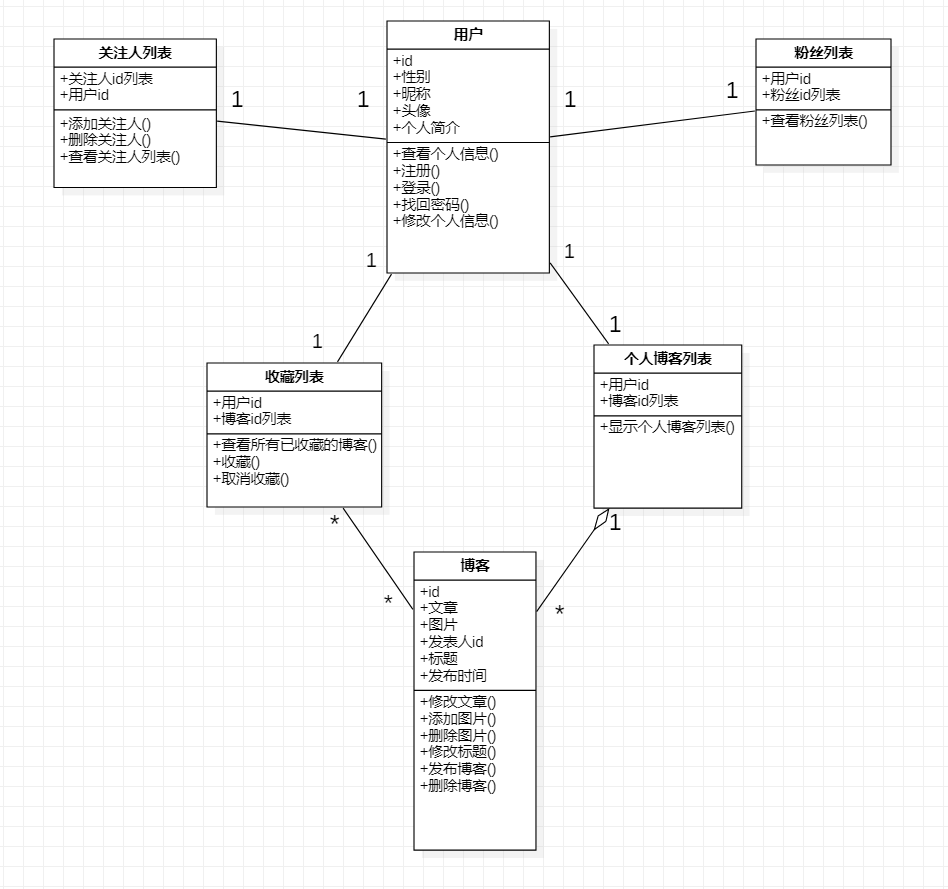 关注人列表
+关注人id列表
+用户id
+添加关注人()
+删除关注人()
+查看关注人列表()
1
1
用户
+id
+性别
+昵称
+头像
+个人简介
+查看个人信息()
+注册()
+登录()
+找回密码()
+修改个人信息()
1
1
粉丝列表
+用户id
+粉丝id列表
+查看粉丝列表()
1
1
1
1
收藏列表
+用户id
+博客id列表
+查看所有已收藏的博客()
+收藏()
+取消收藏()
个人博客列表
+用户id
+博客id列表
+显示个人博客列表()
*
*
1
*
博客
+id
+文章
+图片
+发表人id
+标题
+发布时间
+修改文章()
+添加图片()
+删除图片()
+修改标题()
+发布博客()
+删除博客()